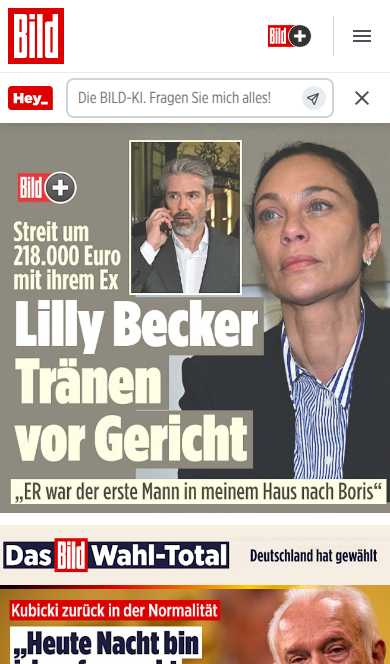 Bild
Bild +
Hey_
Die BILD-KI. Fragen Sie mich alles!
Bild +
Streit um
218.000 Euro
mit ihrem Ex
Lilly Becker
Tränen
vor Gericht
„ER war der erste Mann in meinem Haus nach Boris“
Das Bild Wahl-Total
Deutschland hat gewählt
Kubicki zurück in der Normalität
„Heute Nacht bin